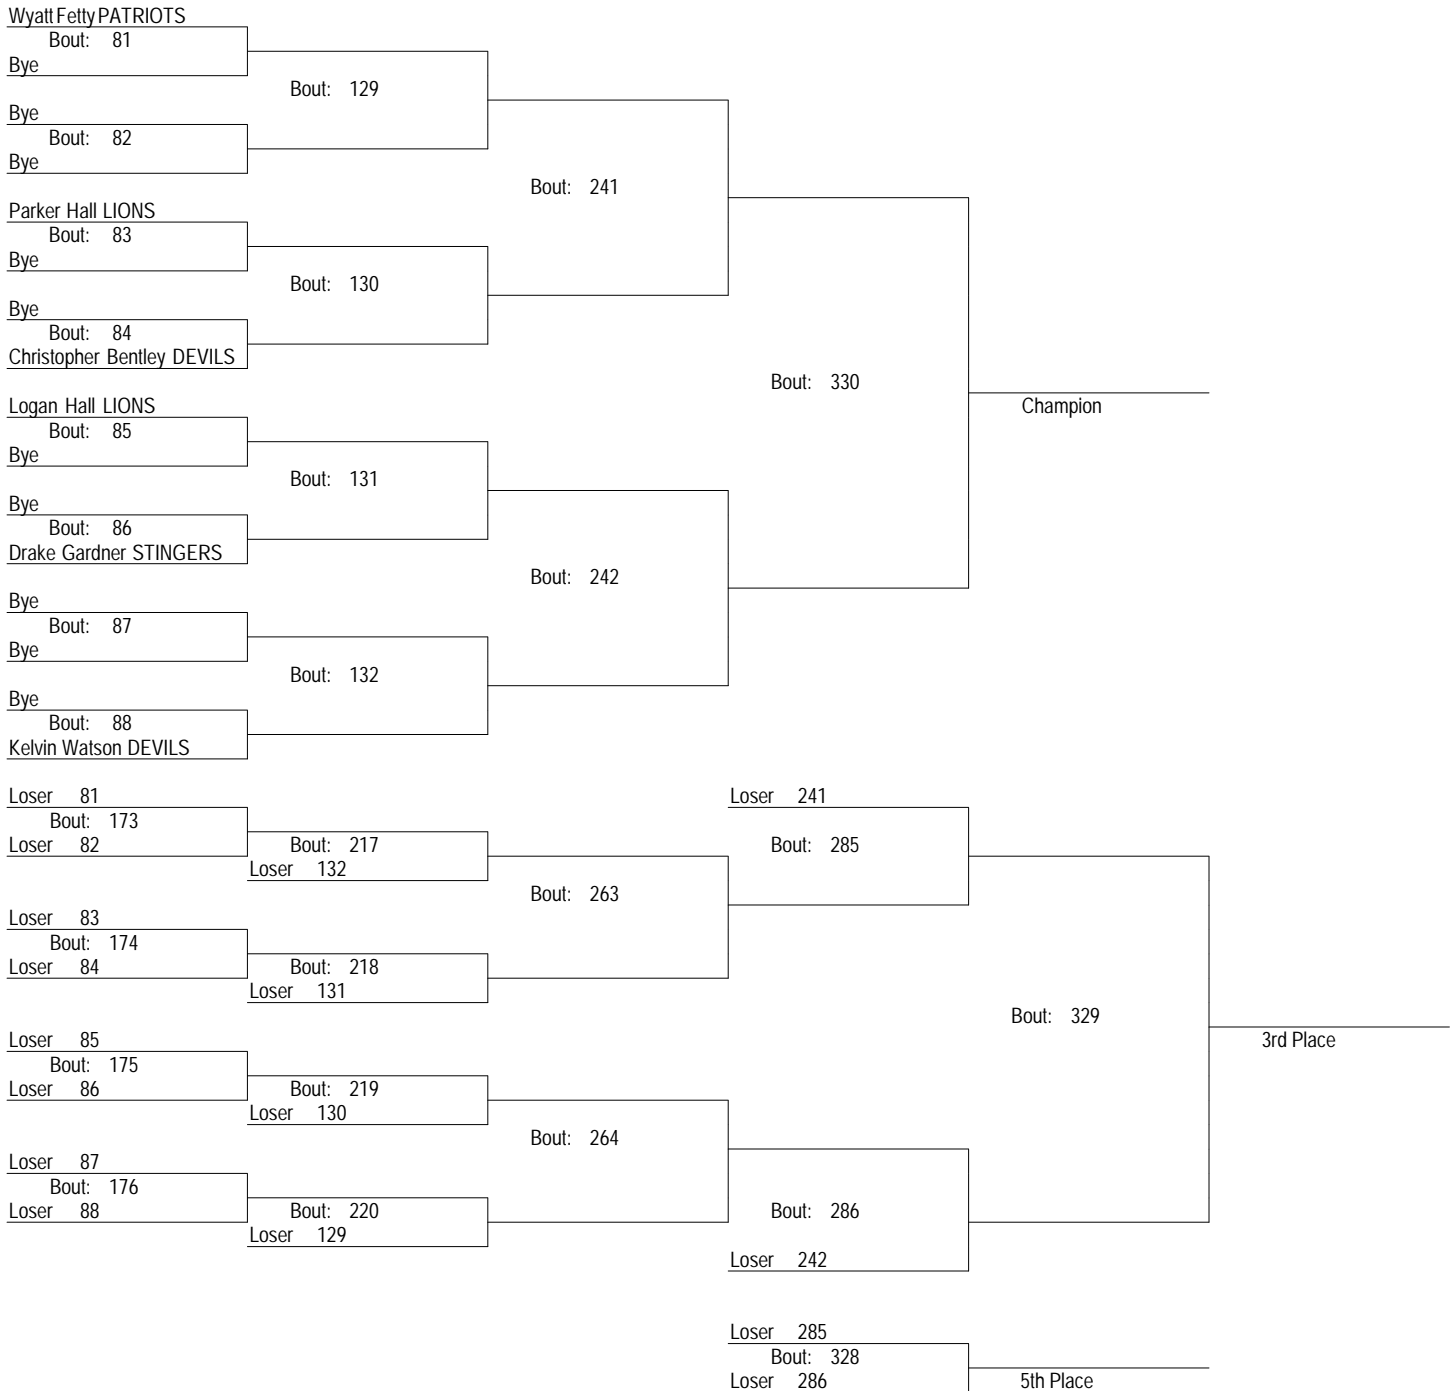 Wyatt Fetty PATRIOTS
Bout: 81
Bye
Bout: 129
Bye
Bout: 82
Bye
Bout: 241
Parker Hall LIONS
Bout: 83
Bye
Bout: 130
Bye
Bout: 84
Christopher Bentley DEVILS
Bout: 330
Champion
Logan Hall LIONS
Bout: 85
Bye
Bout: 131
Bye
Bout: 86
Drake Gardner STINGERS
Bout: 242
Bye
Bout: 87
Bye
Bout: 132
Bye
Bout: 88
Kelvin Watson DEVILS
Loser 81
Bout: 173
Loser 82
Bout: 217
Loser 132
Loser 241
Bout: 285
Bout: 263
Loser 83
Bout: 174
Loser 84
Bout: 218
Loser 131
Bout: 329
3rd Place
Loser 85
Bout: 175
Loser 86
Bout: 219
Loser 130
Bout: 264
Loser 87
Bout: 176
Loser 88
Bout: 220
Loser 129
Bout: 286
Loser 242
Loser 285
Bout: 328
Loser 286
5th Place